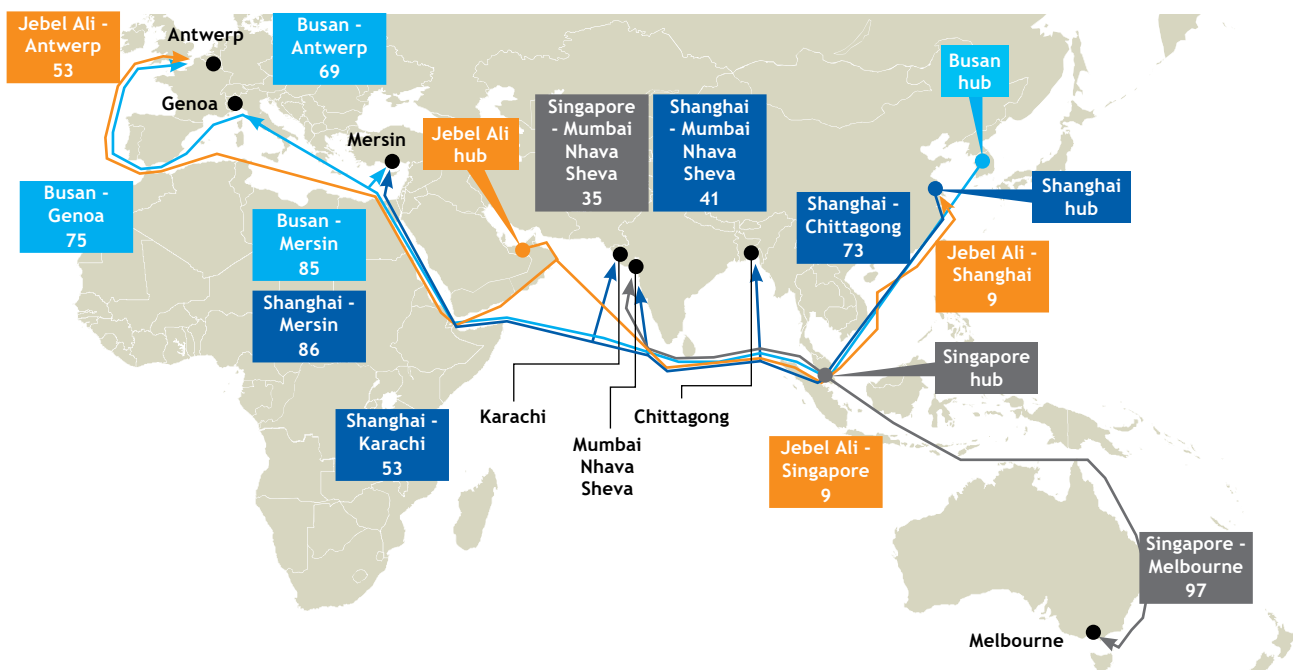 Jebel Ali -
Antwerp
53
Antwerp
Busan -
Antwerp
69
Genoa
Mersin
Jebel Ali
hub
Singapore
- Mumbai
Nhava
Sheva
35
Shanghai
- Mumbai
Nhava
Sheva
41
Busan
hub
Shanghai
hub
Busan -
Genoa
75
Busan -
Mersin
85
Shanghai -
Mersin
86
Shanghai -
Chittagong
73
Jebel Ali -
Shanghai
9
Singapore
hub
Shanghai -
Karachi
53
Karachi
Mumbai
Nhava
Sheva
Chittagong
Jebel Ali -
Singapore
9
Singapore -
Melbourne
97
Melbourne